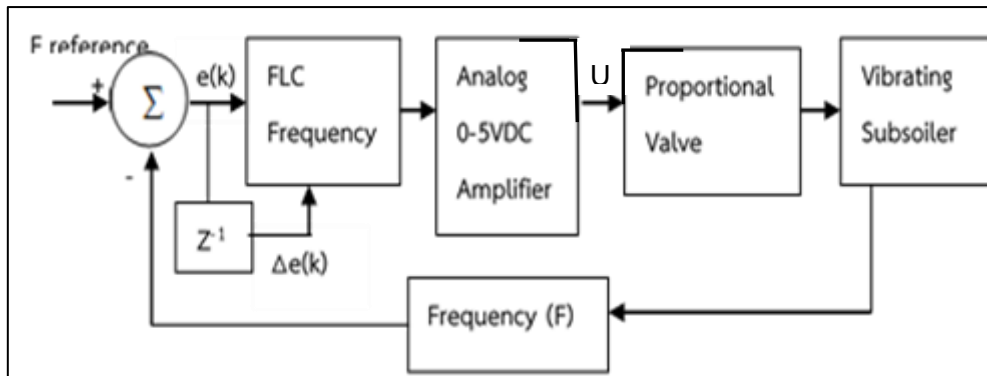 F reference
+
Σ
-
e(k)
Z-1
Δe(k)
FLC
Frequency
Analog
0-5VDC
Amplifier
U
Proportional
Valve
Vibrating
Subsoiler
Frequency (F)